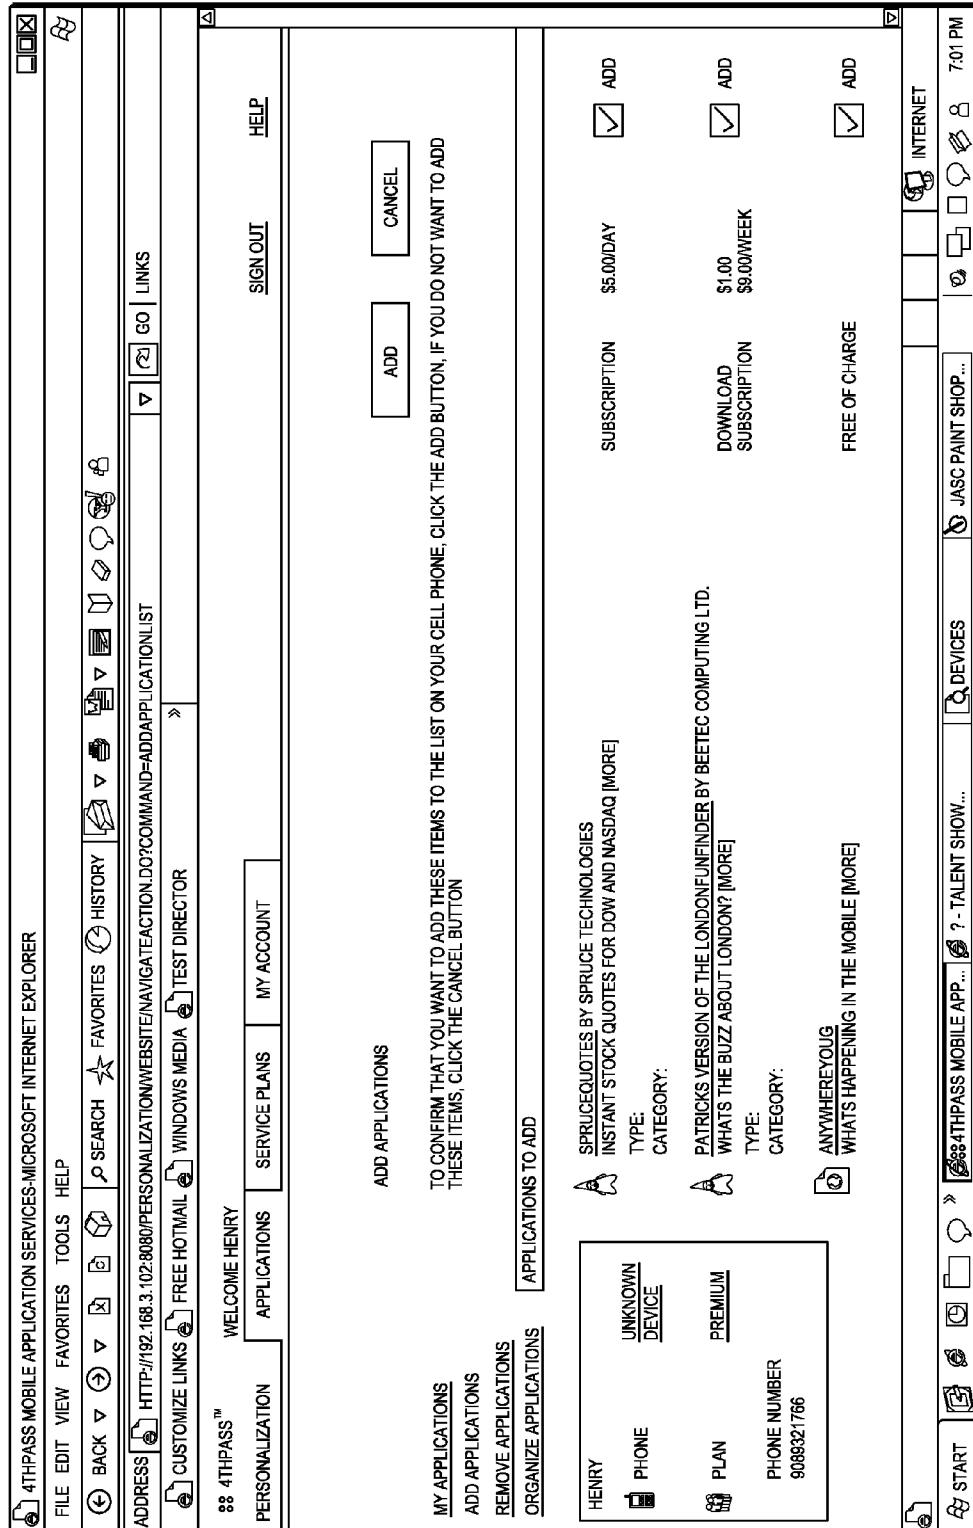 4THPASS MOBILE APPLICATION SERVICES-MICROSOFT INTERNET EXPLORER
FILE EDIT VIEW FAVORITES TOOLS HELP
BACK SEARCH FAVORITES HISTORY
ADDRESS HTTP://192.168.3.102:8080/PERSONALIZATION/WEBSITE/NAVIGATEACTION.DO?COMMAND=ADDAPPLICATIONLIST GO LINKS
CUSTOMIZE LINKS FREE HOTMAIL WINDOWS MEDIA TEST DIRECTOR »
4THPASS™ WELCOME HENRY SIGN OUT HELP
PERSONALIZATION APPLICATIONS SERVICE PLANS MY ACCOUNT
MY APPLICATIONS
ADD APPLICATIONS
REMOVE APPLICATIONS
ORGANIZE APPLICATIONS
HENRY
PHONE UNKNOWN
DEVICE
PLAN PREMIUM
PHONE NUMBER
9089321766
ADD APPLICATIONS ADD CANCEL
TO CONFIRM THAT YOU WANT TO ADD THESE ITEMS TO THE LIST ON YOUR CELL PHONE, CLICK THE ADD BUTTON, IF YOU DO NOT WANT TO ADD
THESE ITEMS, CLICK THE CANCEL BUTTON
APPLICATIONS TO ADD
SPRUCEQUOTES BY SPRUCE TECHNOLOGIES SUBSCRIPTION $5.00/DAY ADD
INSTANT STOCK QUOTES FOR DOW AND NASDAQ [MORE]
TYPE:
CATEGORY:
PATRICKS VERSION OF THE LONDONFUNFINDER BY BEETEC COMPUTING LTD. DOWNLOAD $1.00 ADD
WHATS THE BUZZ ABOUT LONDON? [MORE] SUBSCRIPTION $9.00/WEEK
TYPE:
CATEGORY:
ANYWHEREYOUG FREE OF CHARGE ADD
WHATS HAPPENING IN THE MOBILE [MORE]
INTERNET
START » 4THPASS MOBILE APP... ? - TALENT SHOW... DEVICES JASC PAINT SHOP... 7:01 PM